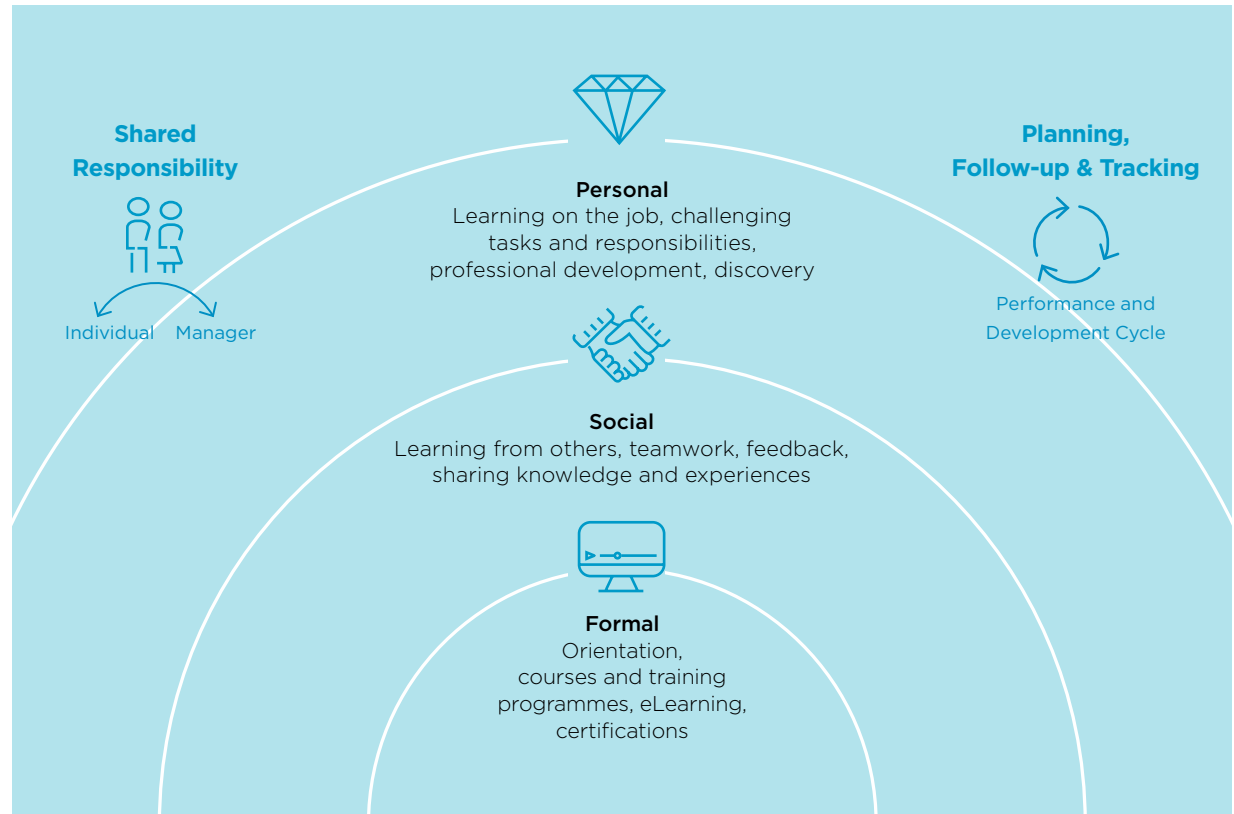 Shared
Responsibility
Individual
Manager
Personal
Learning on the job, challenging
tasks and responsibilities,
professional development, discovery
Planning,
Follow-up & Tracking
Performance and
Development Cycle
Social
Learning from others, teamwork, feedback,
sharing knowledge and experiences
Formal
Orientation,
courses and training
programmes, eLearning,
certifications